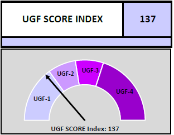 UGF SCORE INDEX 137
UGF-1
UGF-2
UGF-3
UGF-4
UGF SCORE Index: 137